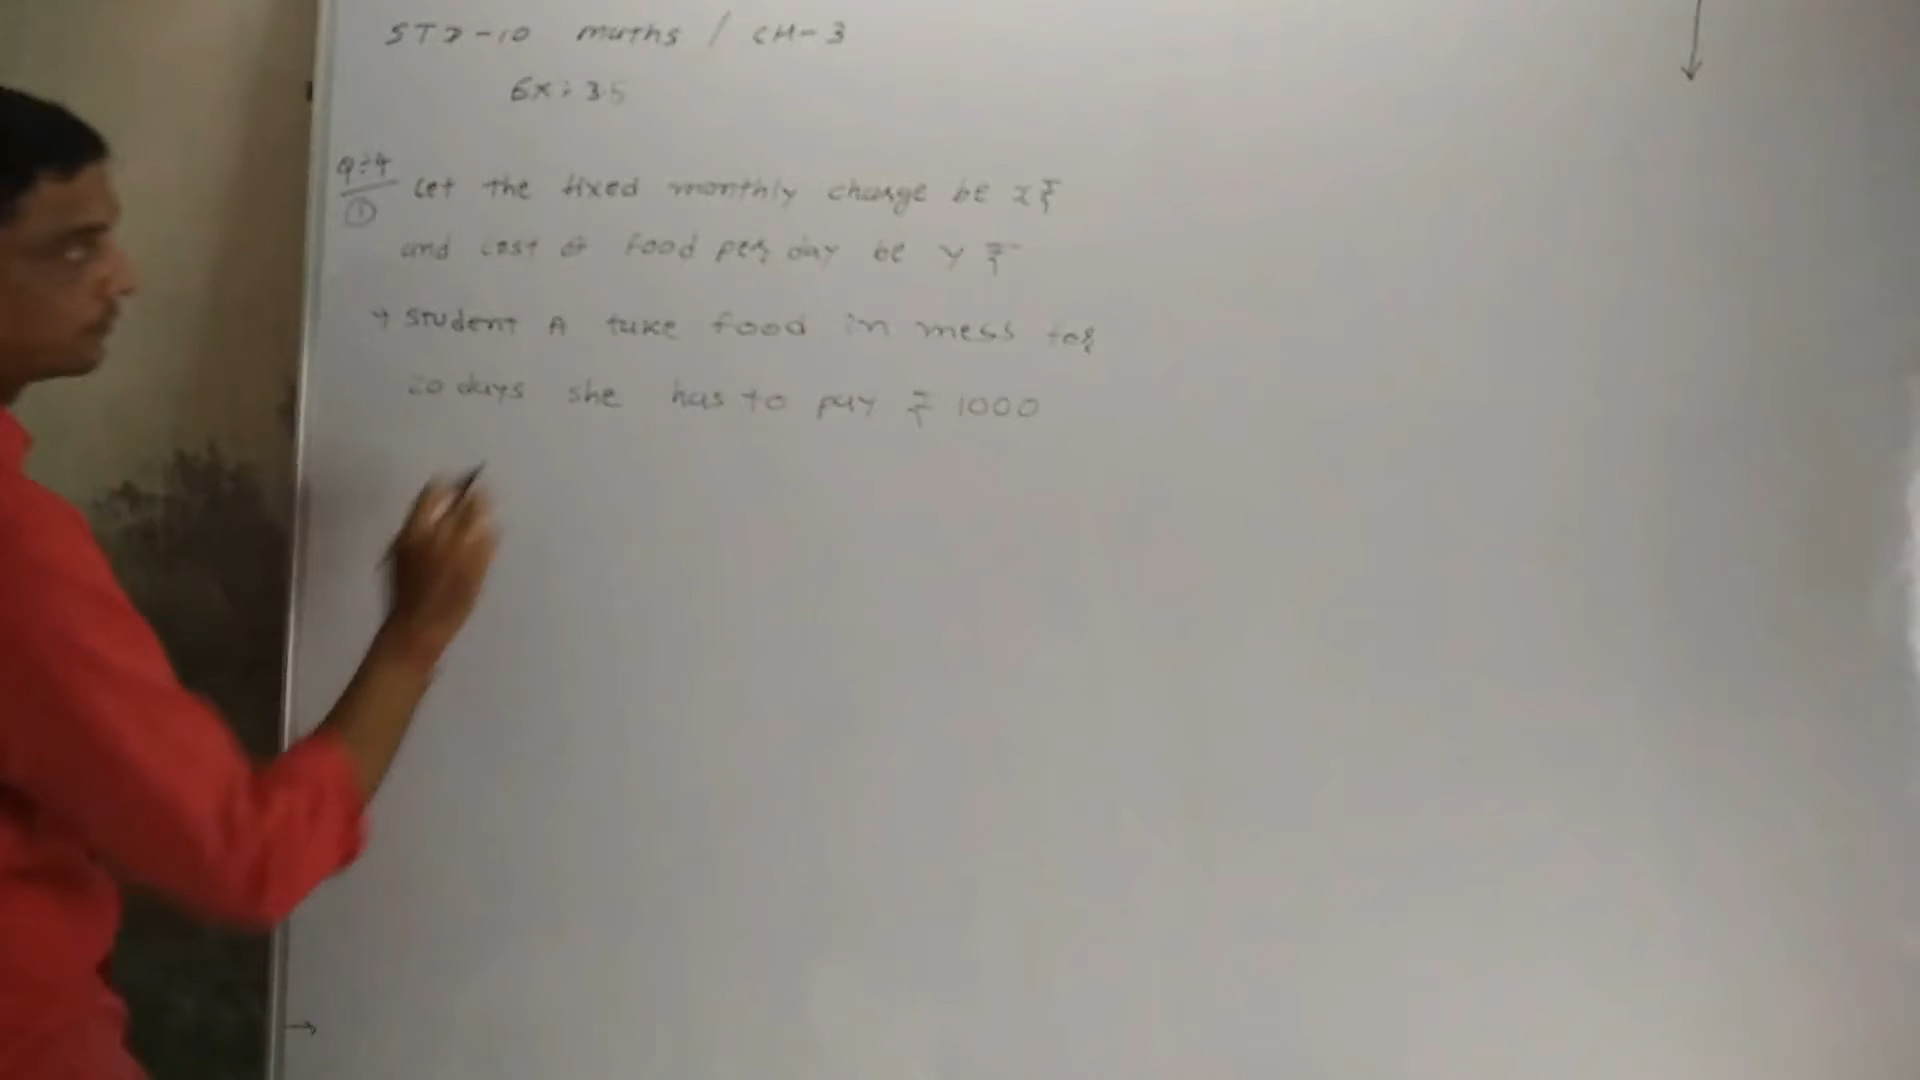 STD-10 maths / CH-3
Ex: 3.5
Q:4
① Let the fixed monthly charge be x₹
and cost of Food per day be y ₹
→ Student A take food in mess for
20 days she has to pay ₹ 1000